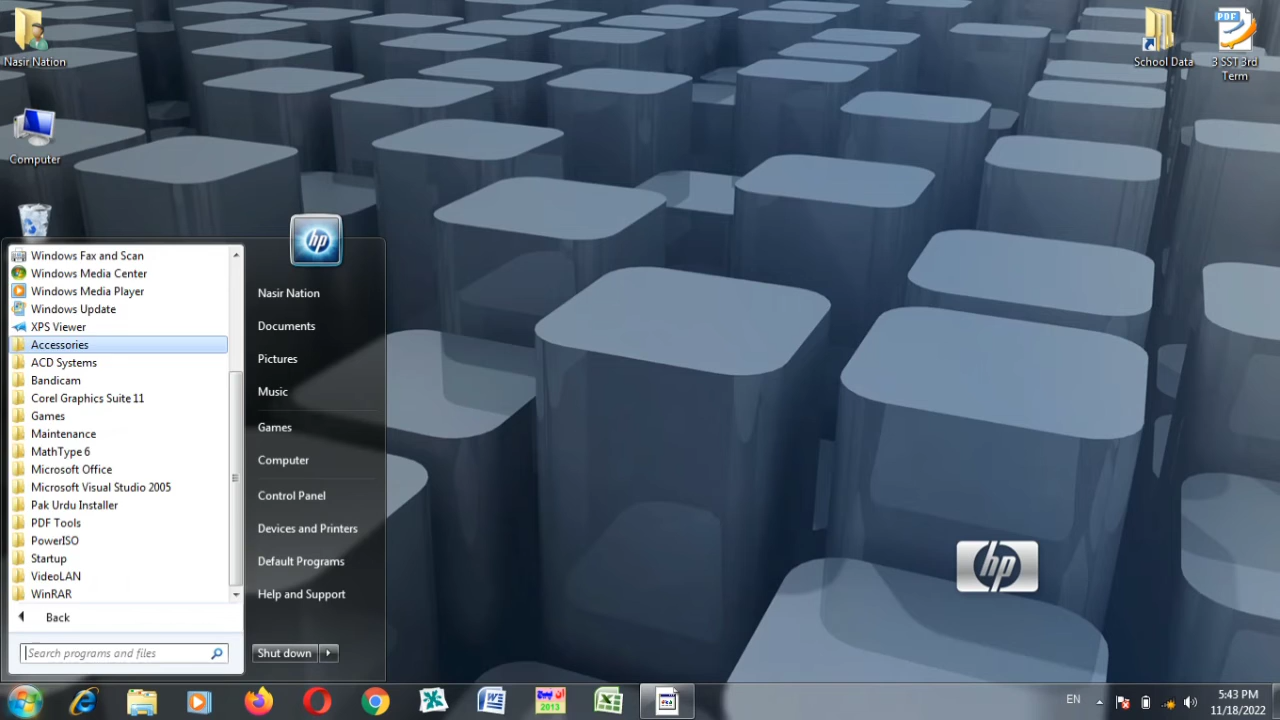 Nasir Nation
Computer
School Data
3 SST 3rd
Term
PDF
hp
Windows Fax and Scan
Windows Media Center
Windows Media Player
Windows Update
XPS Viewer
Accessories
ACD Systems
Bandicam
Corel Graphics Suite 11
Games
Maintenance
MathType 6
Microsoft Office
Microsoft Visual Studio 2005
Pak Urdu Installer
PDF Tools
PowerISO
Startup
VideoLAN
WinRAR
Back
Search programs and files
Nasir Nation
Documents
Pictures
Music
Games
Computer
Control Panel
Devices and Printers
Default Programs
Help and Support
Shut down
hp
2013
EN
5:43 PM
11/18/2022